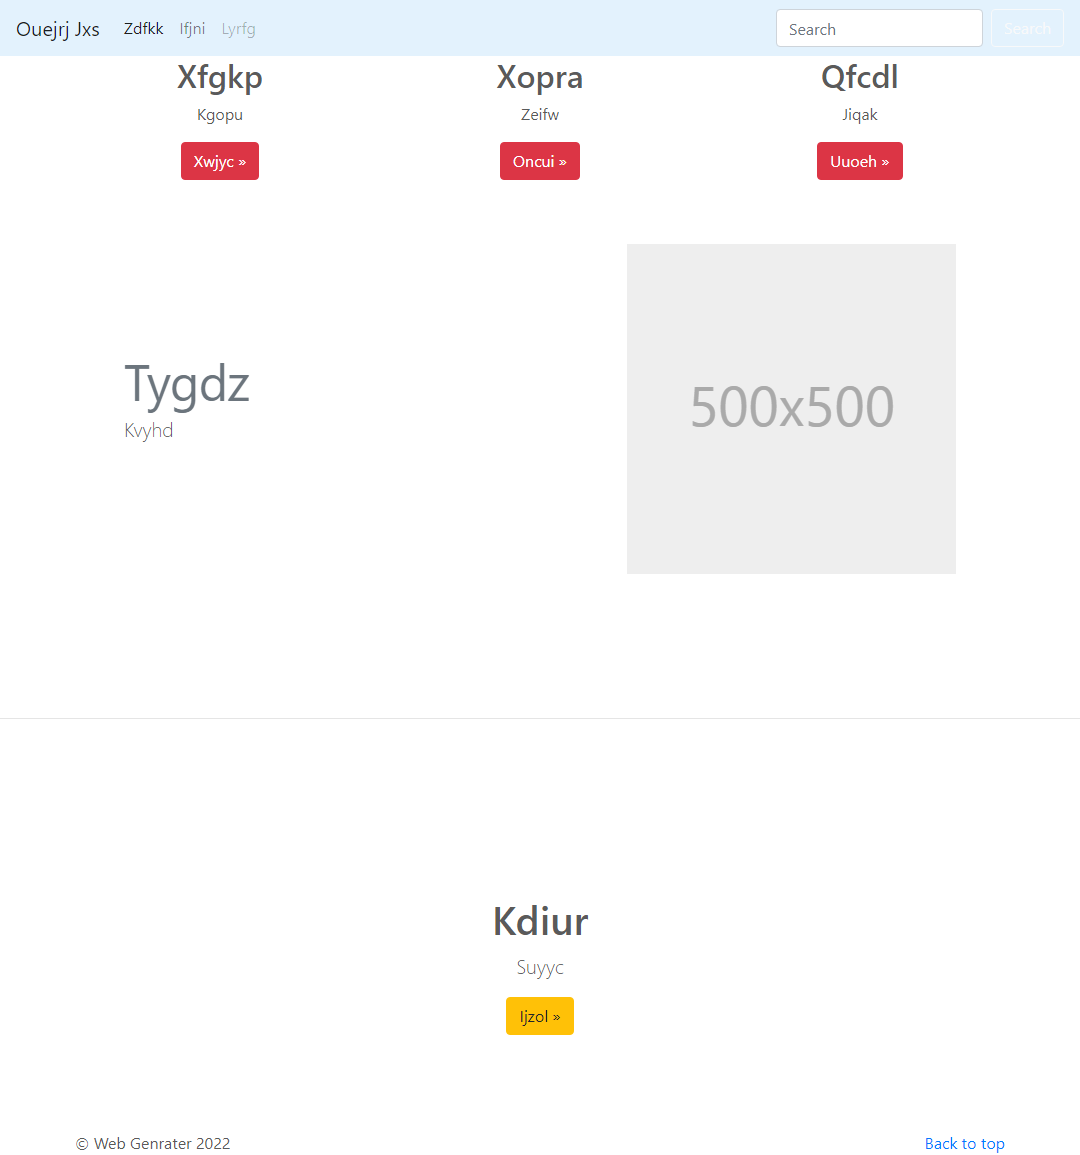 Ouejrj Jxs Zdfkk Ifjni Lyrfg Search Search
Xfgkp Xopra Qfcdl
Kgopu Zeifw Jiqak
Xwjyc » Oncui » Uuoeh »
Tygdz
Kvyhd
500x500
Kdiur
Suyyc
Ijzol »
© Web Genrater 2022 Back to top